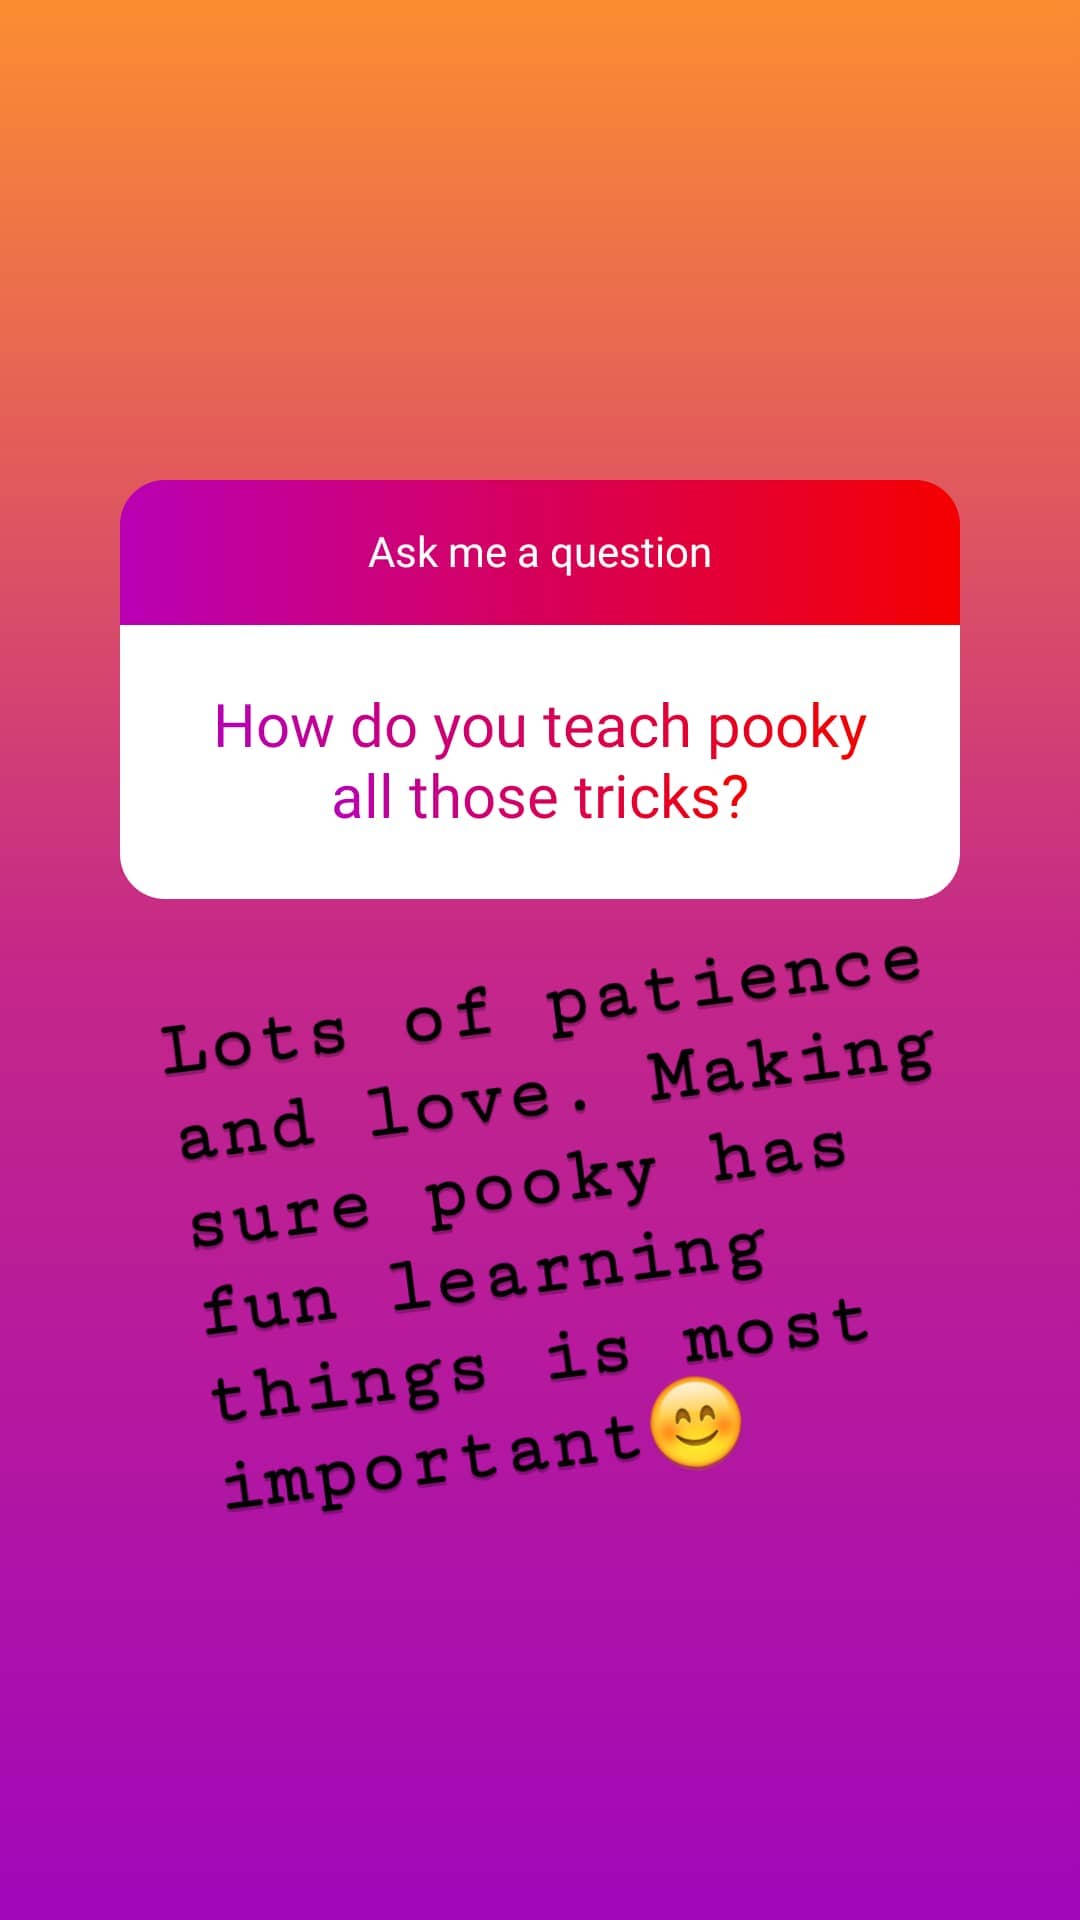 Ask me a question
How do you teach pooky
all those tricks?
Lots of patience
and love. Making
sure pooky has
fun learning
things is most
important😊